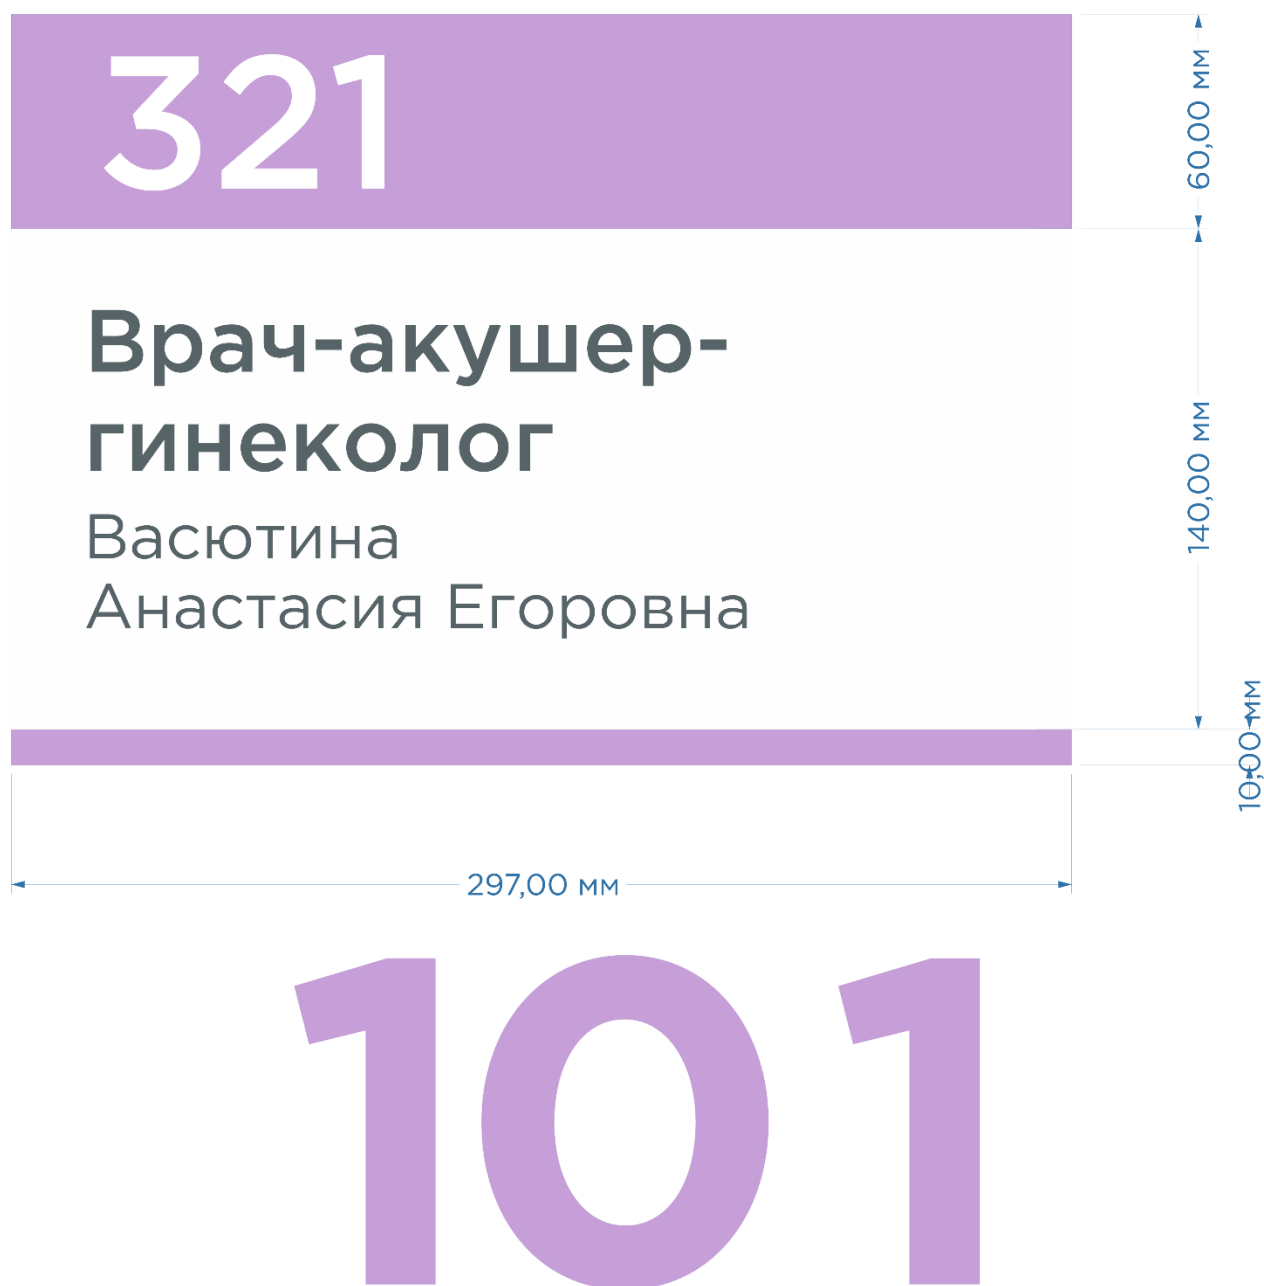 321
60,00 мм
Врач-акушер-
гинеколог
Васютина
Анастасия Егоровна
140,00 мм
10,00 мм
297,00 мм
101